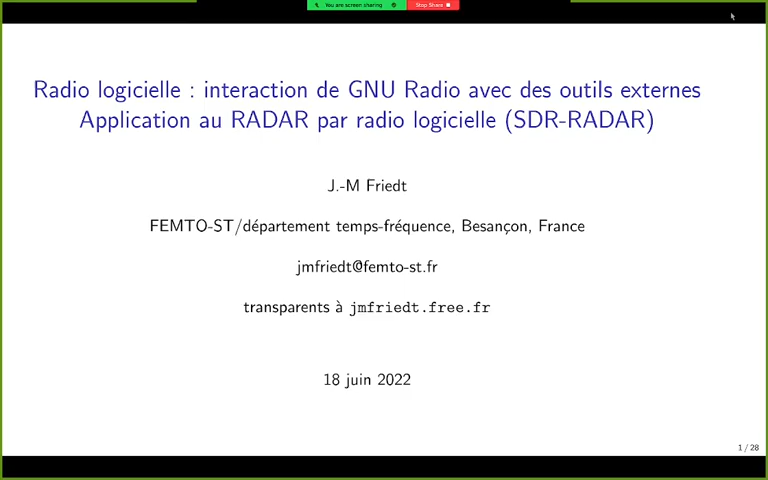 You are screen sharing
Stop Share
Radio logicielle : interaction de GNU Radio avec des outils externes
Application au RADAR par radio logicielle (SDR-RADAR)
J.-M Friedt
FEMTO-ST/département temps-fréquence, Besançon, France
jmfriedt@femto-st.fr
transparents à jmfriedt.free.fr
18 juin 2022
1 / 28